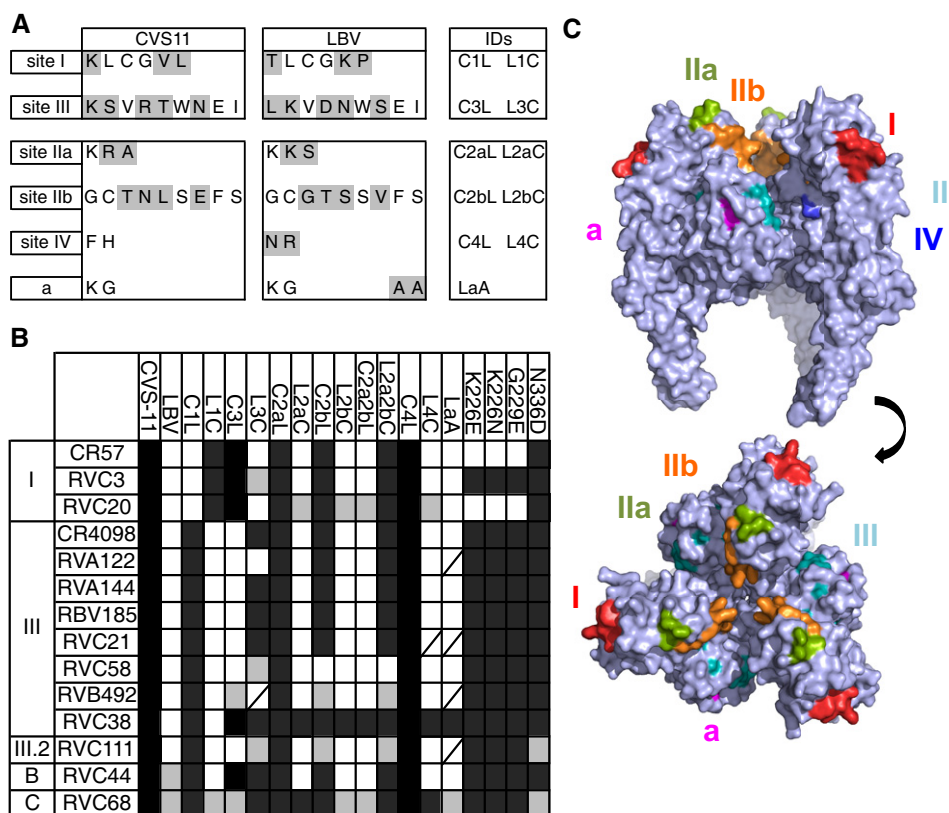 A
CVS11 LBV IDs
site I K L C G V L T L C G K P C1L L1C
site III K S V R T W N E I L K V D N W S E I C3L L3C
site IIa K R A K K S C2aL L2aC
site IIb G C T N L S E F S G C G T S S V F S C2bL L2bC
site IV F H N R C4L L4C
a K G K G A A LaA
B
CVS-11 LBV C1L L1C C3L L3C C2aL L2aC C2bL L2bC C2a2bL L2a2bC C4L L4C LaA K226E K226N G229E N336D
I
CR57
RVC3
RVC20
III
CR4098
RVA122
RVA144
RBV185
RVC21
RVC58
RVB492
RVC38
III.2 RVC111
B RVC44
C RVC68
C
IIa
IIb
I
II
a
IV
IIb
IIa
III
I
a